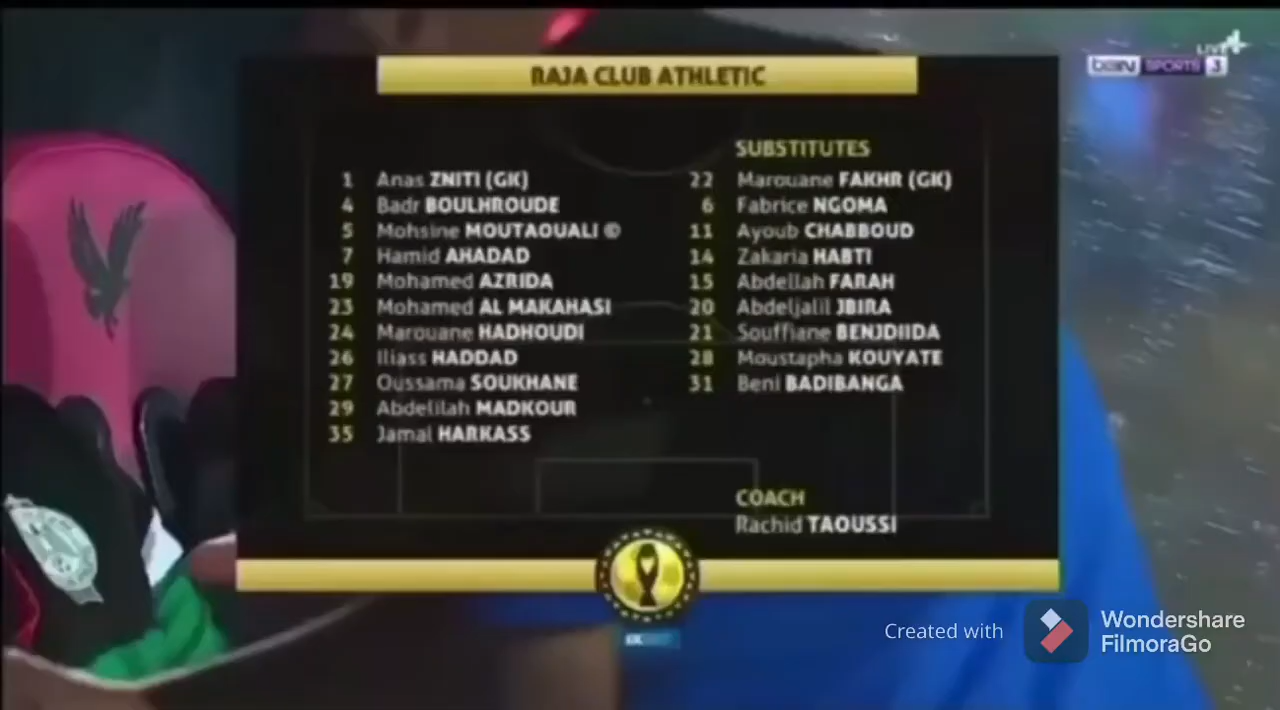 LIVE
beIN SPORTS 3
RAJA CLUB ATHLETIC
1 Anas ZNITI (GK)
4 Badr BOULHROUDE
5 Mohsine MOUTAOUALI ©
7 Hamid AHADAD
19 Mohamed AZRIDA
23 Mohamed AL MAKAHASI
24 Marouane HADHOUDI
26 Iliass HADDAD
27 Oussama SOUKHANE
29 Abdelilah MADKOUR
35 Jamal HARKASS
SUBSTITUTES
22 Marouane FAKHR (GK)
6 Fabrice NGOMA
11 Ayoub CHABBOUD
14 Zakaria HABTI
15 Abdellah FARAH
20 Abdeljalil JBIRA
21 Souffiane BENJDIIDA
28 Moustapha KOUYATE
31 Beni BADIBANGA
COACH
Rachid TAOUSSI
Created with
Wondershare
FilmoraGo